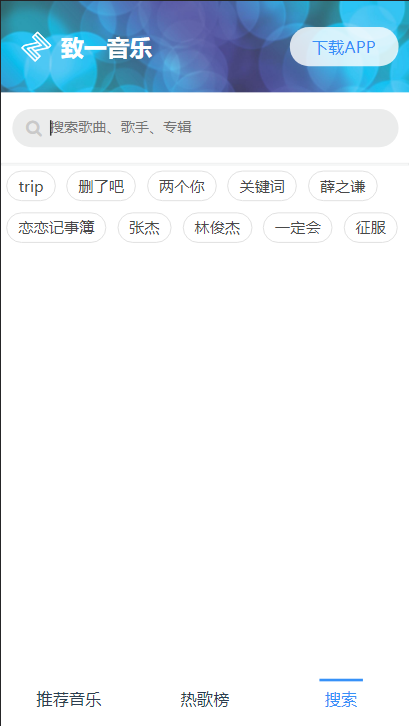 致一音乐 下载APP
搜索歌曲、歌手、专辑
trip 删了吧 两个你 关键词 薛之谦
恋恋记事簿 张杰 林俊杰 一定会 征服
推荐音乐 热歌榜 搜索